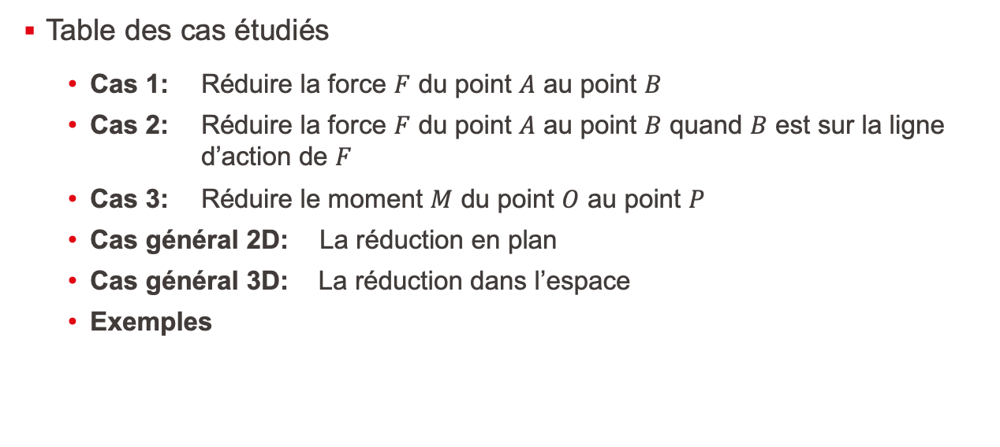 ▪ Table des cas étudiés
• Cas 1: Réduire la force F du point A au point B
• Cas 2: Réduire la force F du point A au point B quand B est sur la ligne
d’action de F
• Cas 3: Réduire le moment M du point O au point P
• Cas général 2D: La réduction en plan
• Cas général 3D: La réduction dans l’espace
• Exemples